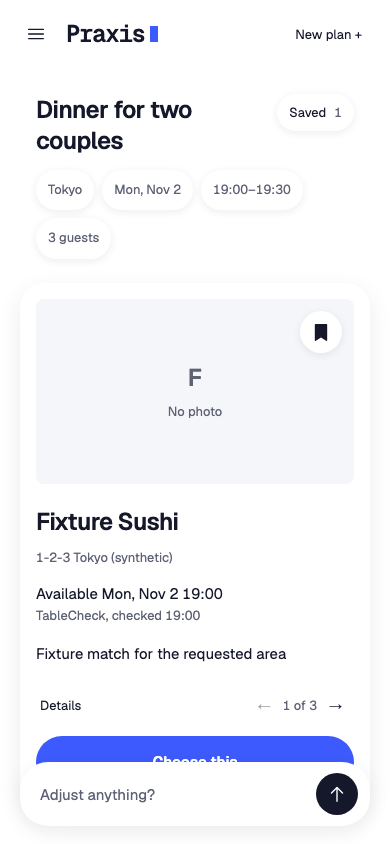 Praxis
New plan +
Dinner for two
couples
Saved 1
Tokyo
Mon, Nov 2
19:00–19:30
3 guests
F
No photo
Fixture Sushi
1-2-3 Tokyo (synthetic)
Available Mon, Nov 2 19:00
TableCheck, checked 19:00
Fixture match for the requested area
Details
← 1 of 3 →
Choose this
Adjust anything?